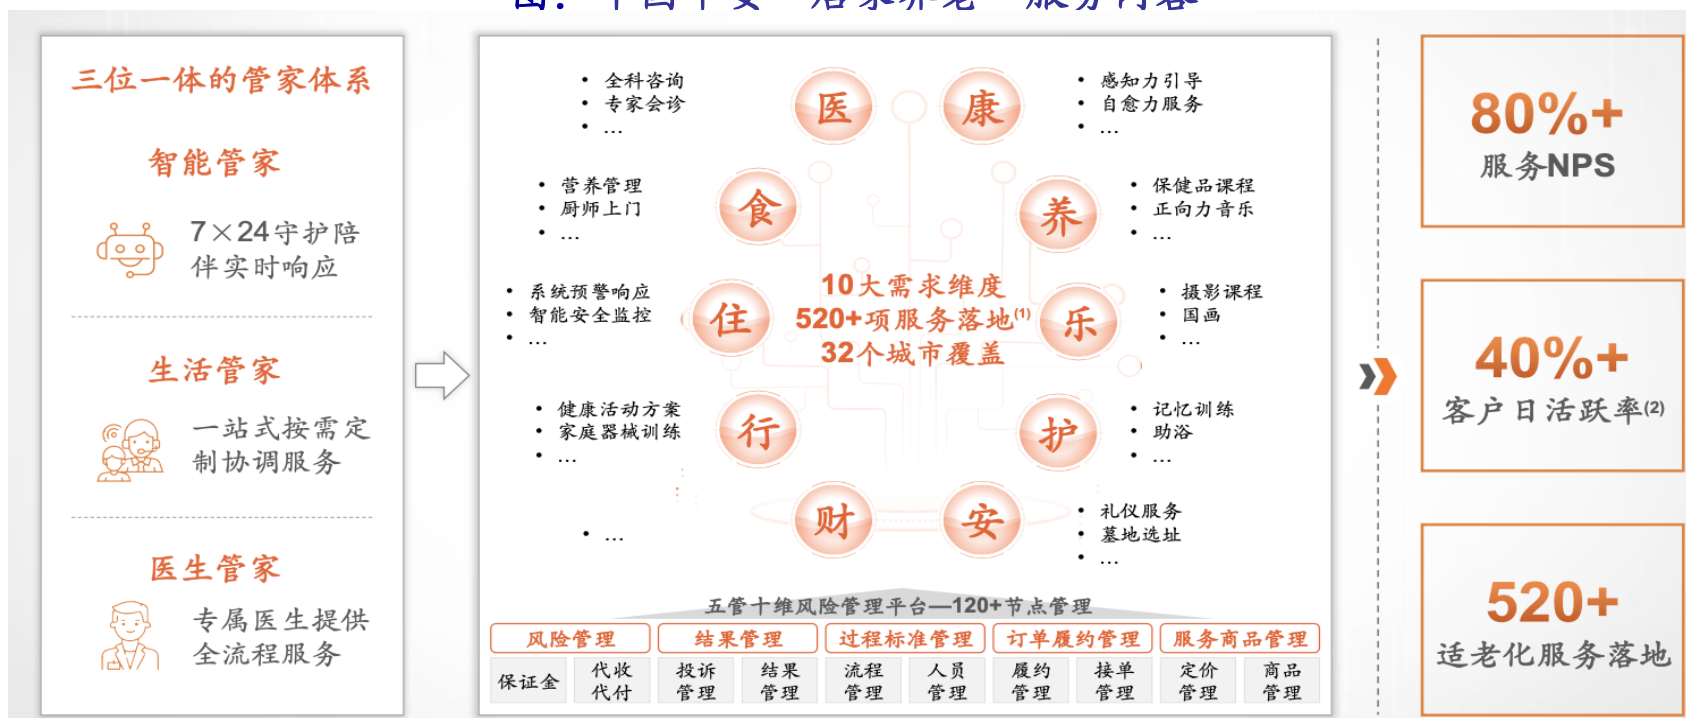 图：中国平安"居家养老"服务内容
三位一体的管家体系
智能管家
7×24守护陪
伴实时响应
生活管家
一站式按需定
制协调服务
医生管家
专属医生提供
全流程服务
• 全科咨询
• 专家会诊
• …
医
康
• 感知力引导
• 自愈力服务
• …
• 营养管理
• 厨师上门
• …
食
养
• 保健品课程
• 正向力音乐
• …
• 系统预警响应
• 智能安全监控
• …
住
10大需求维度
520+项服务落地(1)
32个城市覆盖
乐
• 摄影课程
• 国画
• …
• 健康活动方案
• 家庭器械训练
• …
行
护
• 记忆训练
• 助浴
• …
• …
财
安
• 礼仪服务
• 墓地选址
• …
五管十维风险管理平台—120+节点管理
风险管理
结果管理
过程标准管理
订单履约管理
服务商品管理
保证金
代收
代付
投诉
管理
结果
管理
流程
管理
人员
管理
履约
管理
接单
管理
定价
管理
商品
管理
80%+
服务NPS
40%+
客户日活跃率(2)
520+
适老化服务落地